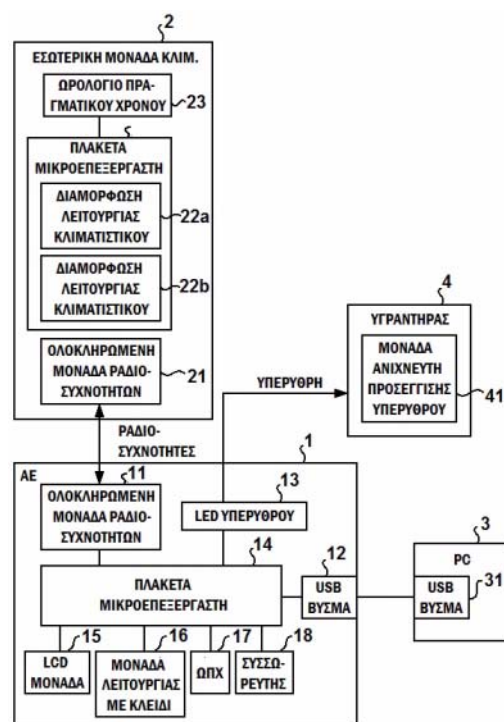 2
ΕΣΩΤΕΡΙΚΗ ΜΟΝΑΔΑ ΚΛΙΜ.
ΩΡΟΛΟΓΙΟ ΠΡΑ-
ΓΜΑΤΙΚΟΥ ΧΡΟΝΟΥ
23
ΠΛΑΚΕΤΑ
ΜΙΚΡΟΕΠΕΞΕΡΓΑΣΤΗ
ΔΙΑΜΟΡΦΩΣΗ
ΛΕΙΤΟΥΡΓΙΑΣ
ΚΛΙΜΑΤΙΣΤΙΚΟΥ
22a
ΔΙΑΜΟΡΦΩΣΗ
ΛΕΙΤΟΥΡΓΙΑΣ
ΚΛΙΜΑΤΙΣΤΙΚΟΥ
22b
ΟΛΟΚΛΗΡΩΜΕΝΗ
ΜΟΝΑΔΑ ΡΑΔΙΟ-
ΣΥΧΝΟΤΗΤΩΝ
21
4
ΥΓΡΑΝΤΗΡΑΣ
ΜΟΝΑΔΑ
ΑΝΙΧΝΕΥΤΗ
ΠΡΟΣΕΓΓΙΣΗΣ
ΥΠΕΡΥΘΡΟΥ
41
ΥΠΕΡΥΘΡΗ
ΡΑΔΙΟ-
ΣΥΧΝΟΤΗΤΕΣ
1
ΑΕ
11
ΟΛΟΚΛΗΡΩΜΕΝΗ
ΜΟΝΑΔΑ ΡΑΔΙΟ-
ΣΥΧΝΟΤΗΤΩΝ
13
LED ΥΠΕΡΥΘΡΟΥ
14
ΠΛΑΚΕΤΑ
ΜΙΚΡΟΕΠΕΞΕΡΓΑΣΤΗ
12
USB
ΒΥΣΜΑ
3
PC
USB
ΒΥΣΜΑ
31
15
LCD
ΜΟΝΑΔΑ
16
ΜΟΝΑΔΑ
ΛΕΙΤΟΥΡΓΙΑΣ
ΜΕ ΚΛΕΙΔΙ
17
ΩΠΧ
18
ΣΥΣΣΩ-
ΡΕΥΤΗΣ